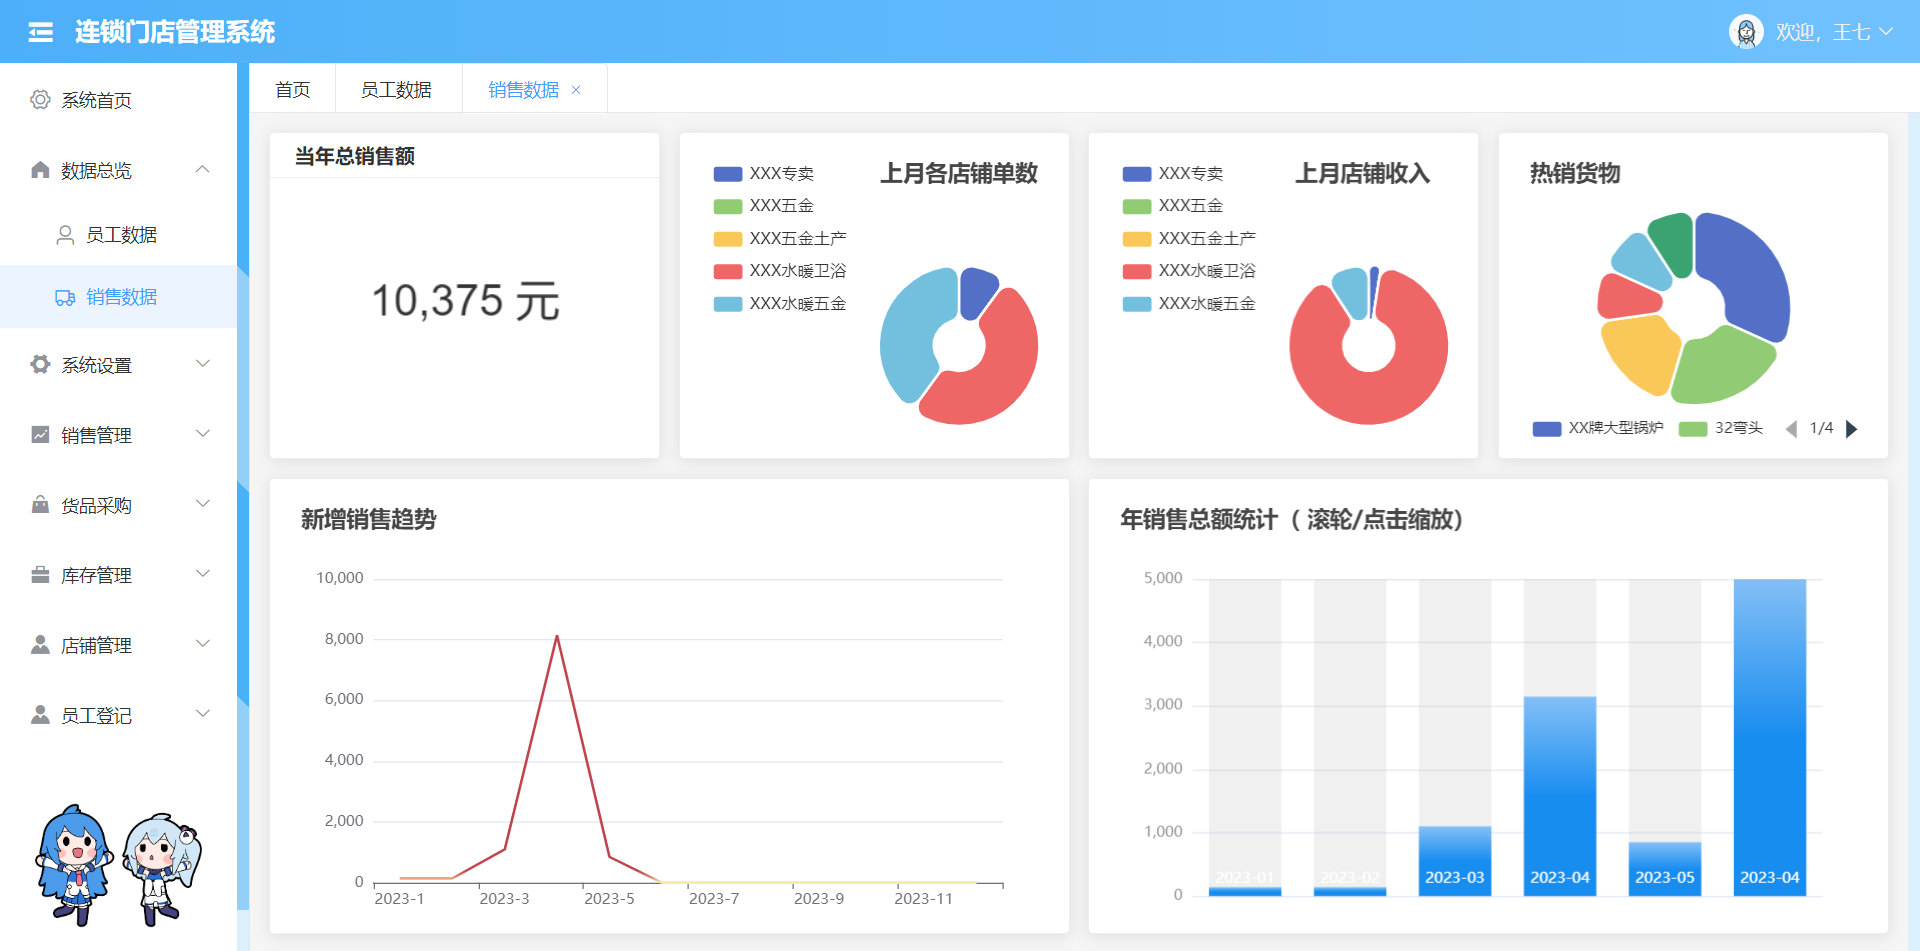 连锁门店管理系统
欢迎，王七
系统首页
数据总览
员工数据
销售数据
系统设置
销售管理
货品采购
库存管理
店铺管理
员工登记
首页
员工数据
销售数据 ×
当年总销售额
10,375 元
上月各店铺单数
XXX专卖
XXX五金
XXX五金土产
XXX水暖卫浴
XXX水暖五金
上月店铺收入
XXX专卖
XXX五金
XXX五金土产
XXX水暖卫浴
XXX水暖五金
热销货物
XX牌大型锅炉
32弯头
1/4
新增销售趋势
10,000
8,000
6,000
4,000
2,000
0
2023-1
2023-3
2023-5
2023-7
2023-9
2023-11
年销售总额统计（ 滚轮/点击缩放）
5,000
4,000
3,000
2,000
1,000
0
2023-01
2023-02
2023-03
2023-04
2023-05
2023-04